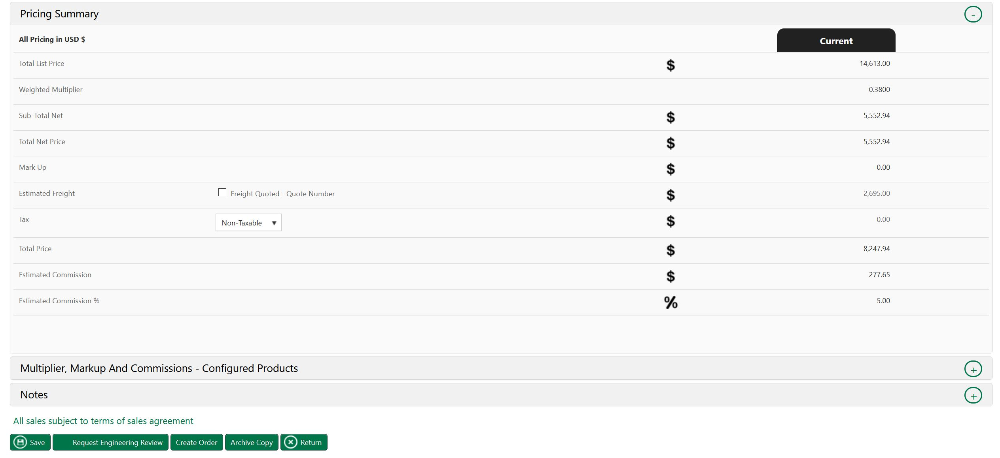 Pricing Summary -
All Pricing in USD $ Current
Total List Price $ 14,613.00
Weighted Multiplier 0.3800
Sub-Total Net $ 5,552.94
Total Net Price $ 5,552.94
Mark Up $ 0.00
Estimated Freight Freight Quoted - Quote Number $ 2,695.00
Tax Non-Taxable $ 0.00
Total Price $ 8,247.94
Estimated Commission $ 277.65
Estimated Commission % % 5.00
Multiplier, Markup And Commissions - Configured Products +
Notes +
All sales subject to terms of sales agreement
Save Request Engineering Review Create Order Archive Copy Return